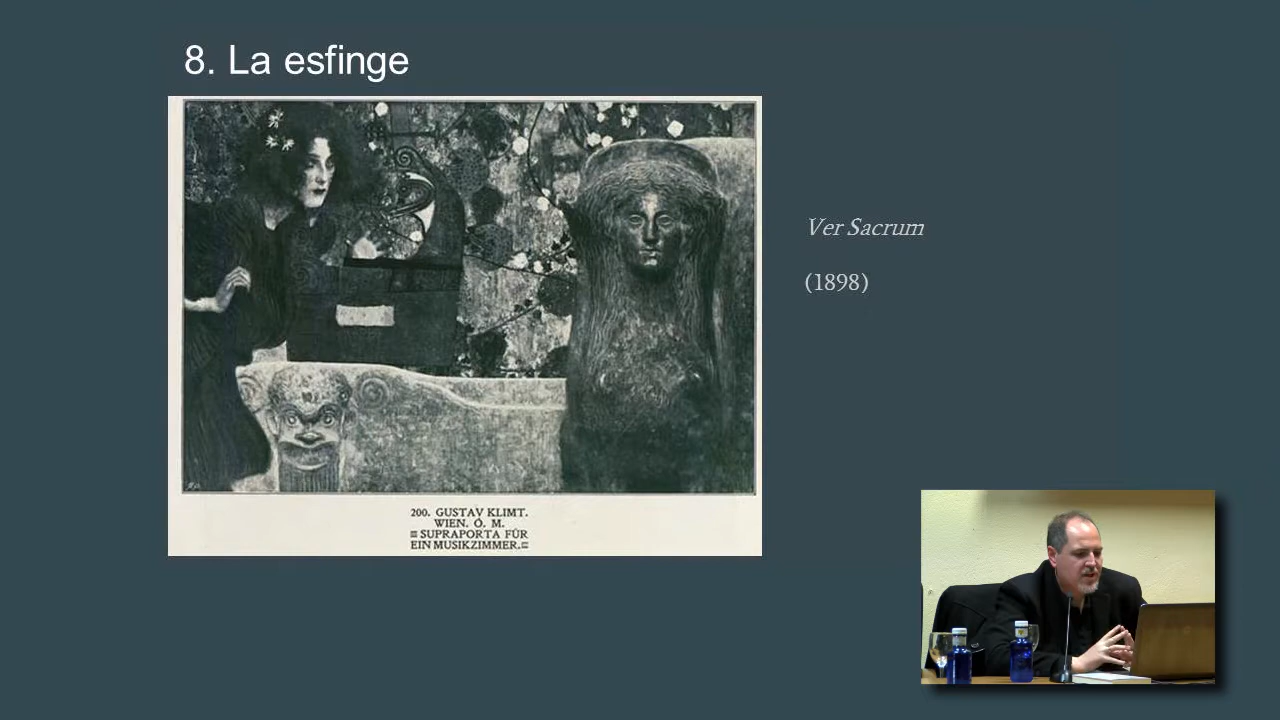 8. La esfinge
Ver Sacrum
(1898)
200. GUSTAV KLIMT.
WIEN. Ö. M.
SUPRAPORTA FÜR
EIN MUSIKZIMMER.